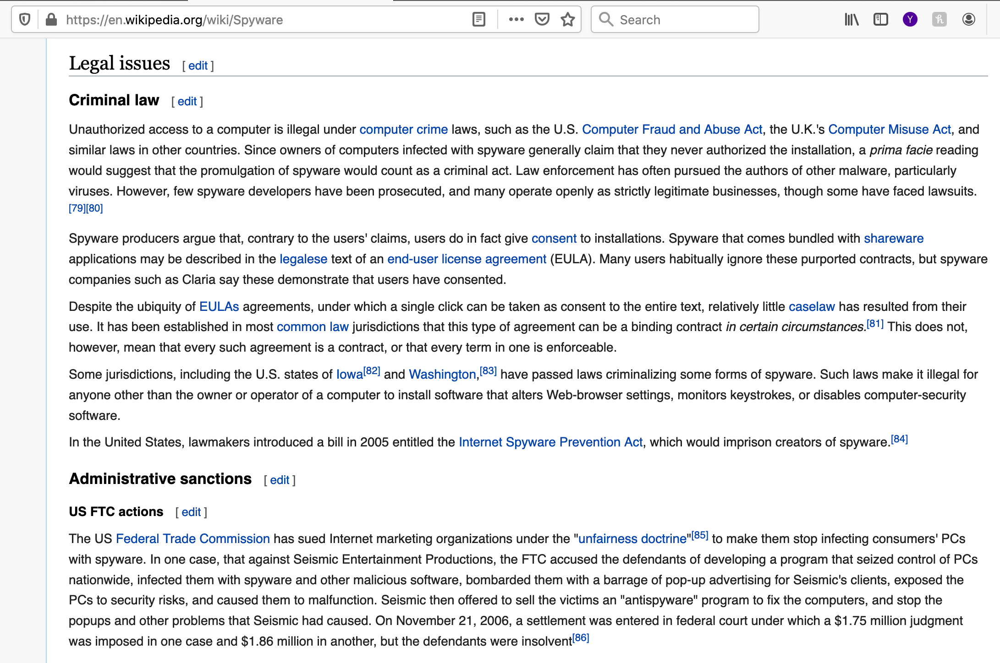 https://en.wikipedia.org/wiki/Spyware
Search
Y
h
Legal issues [ edit ]
Criminal law [ edit ]
Unauthorized access to a computer is illegal under computer crime laws, such as the U.S. Computer Fraud and Abuse Act, the U.K.'s Computer Misuse Act, and
similar laws in other countries. Since owners of computers infected with spyware generally claim that they never authorized the installation, a prima facie reading
would suggest that the promulgation of spyware would count as a criminal act. Law enforcement has often pursued the authors of other malware, particularly
viruses. However, few spyware developers have been prosecuted, and many operate openly as strictly legitimate businesses, though some have faced lawsuits.
[79][80]
Spyware producers argue that, contrary to the users' claims, users do in fact give consent to installations. Spyware that comes bundled with shareware
applications may be described in the legalese text of an end-user license agreement (EULA). Many users habitually ignore these purported contracts, but spyware
companies such as Claria say these demonstrate that users have consented.
Despite the ubiquity of EULAs agreements, under which a single click can be taken as consent to the entire text, relatively little caselaw has resulted from their
use. It has been established in most common law jurisdictions that this type of agreement can be a binding contract in certain circumstances.[81] This does not,
however, mean that every such agreement is a contract, or that every term in one is enforceable.
Some jurisdictions, including the U.S. states of Iowa[82] and Washington,[83] have passed laws criminalizing some forms of spyware. Such laws make it illegal for
anyone other than the owner or operator of a computer to install software that alters Web-browser settings, monitors keystrokes, or disables computer-security
software.
In the United States, lawmakers introduced a bill in 2005 entitled the Internet Spyware Prevention Act, which would imprison creators of spyware.[84]
Administrative sanctions [ edit ]
US FTC actions [ edit ]
The US Federal Trade Commission has sued Internet marketing organizations under the "unfairness doctrine"[85] to make them stop infecting consumers' PCs
with spyware. In one case, that against Seismic Entertainment Productions, the FTC accused the defendants of developing a program that seized control of PCs
nationwide, infected them with spyware and other malicious software, bombarded them with a barrage of pop-up advertising for Seismic's clients, exposed the
PCs to security risks, and caused them to malfunction. Seismic then offered to sell the victims an "antispyware" program to fix the computers, and stop the
popups and other problems that Seismic had caused. On November 21, 2006, a settlement was entered in federal court under which a $1.75 million judgment
was imposed in one case and $1.86 million in another, but the defendants were insolvent[86]